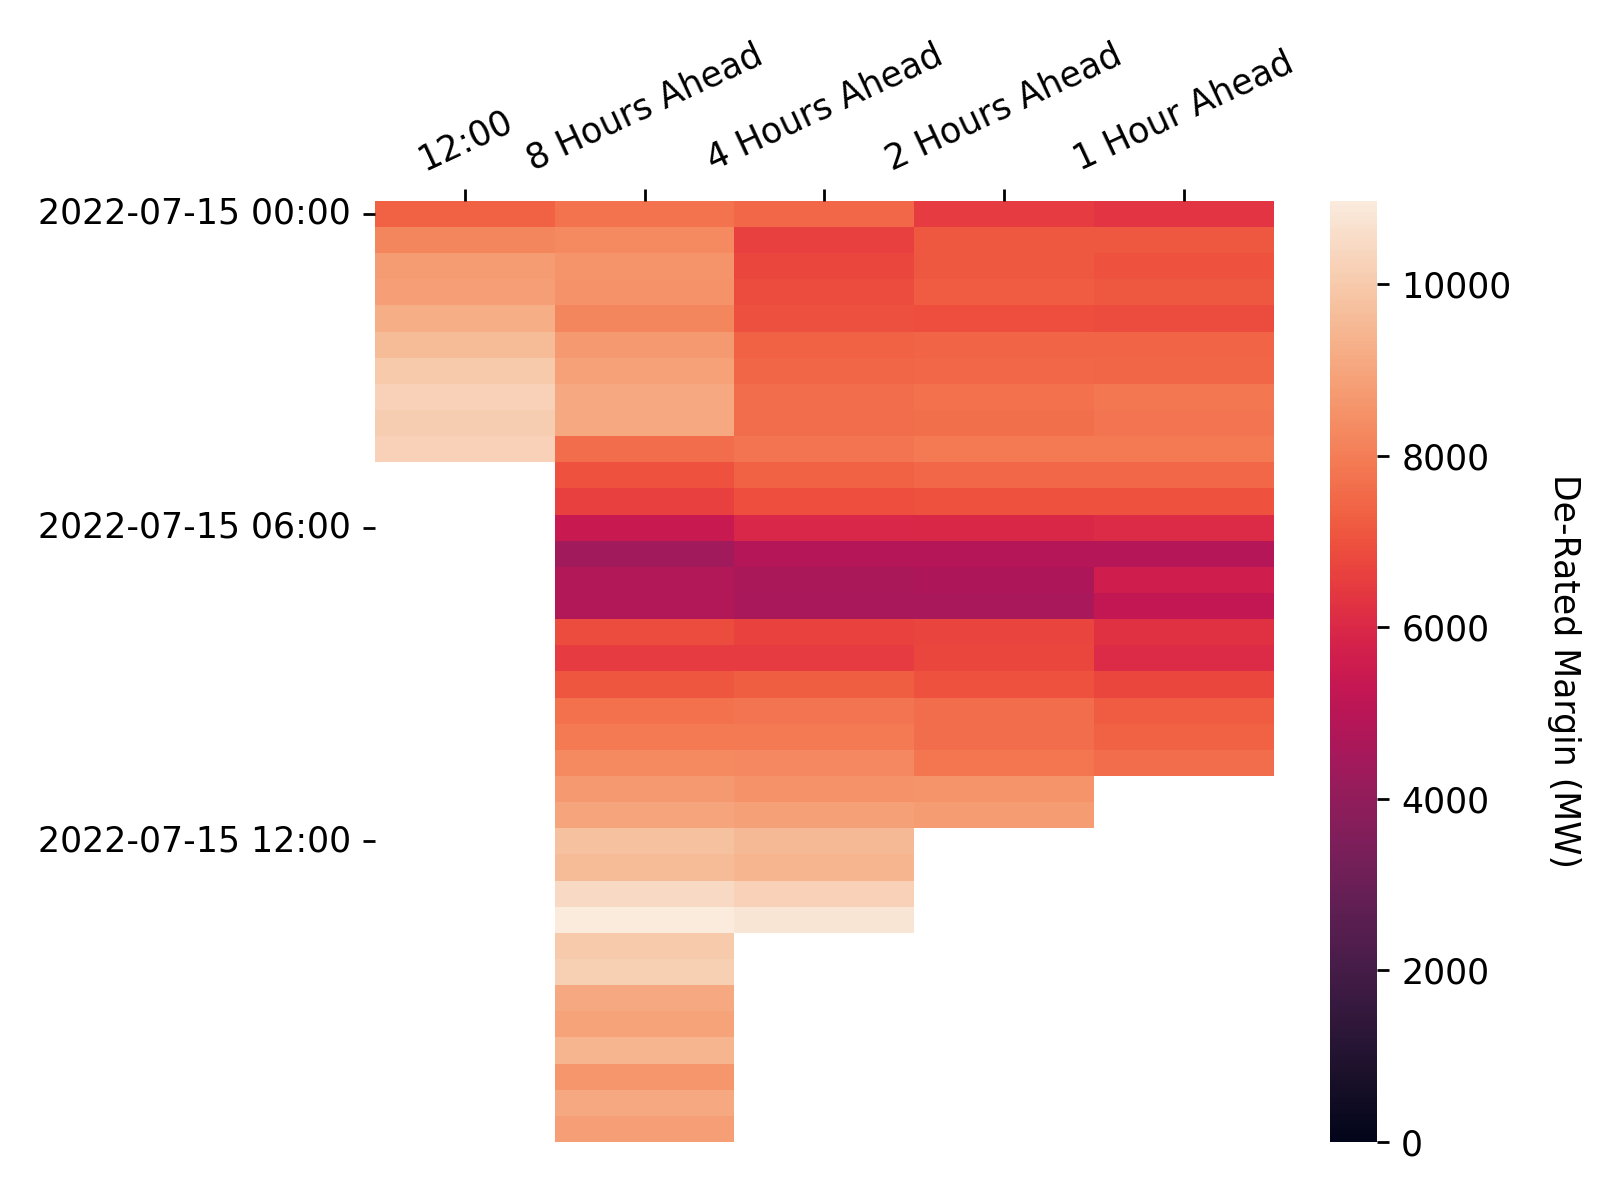 12:00
8 Hours Ahead
4 Hours Ahead
2 Hours Ahead
1 Hour Ahead
2022-07-15 00:00
2022-07-15 06:00
2022-07-15 12:00
10000
8000
6000
4000
2000
0
De-Rated Margin (MW)